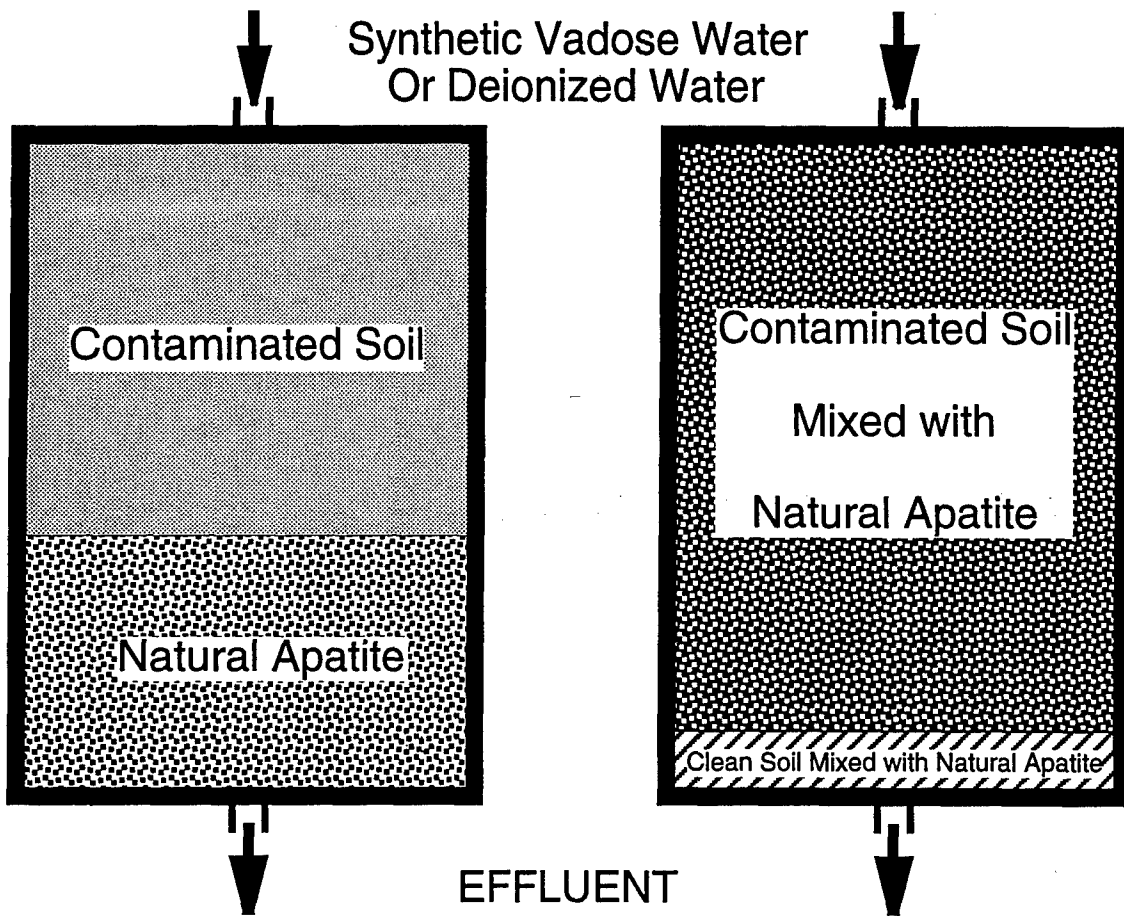 Synthetic Vadose Water
Or Deionized Water
Contaminated Soil
Natural Apatite
Contaminated Soil
Mixed with
Natural Apatite
Clean Soil Mixed with Natural Apatite
EFFLUENT